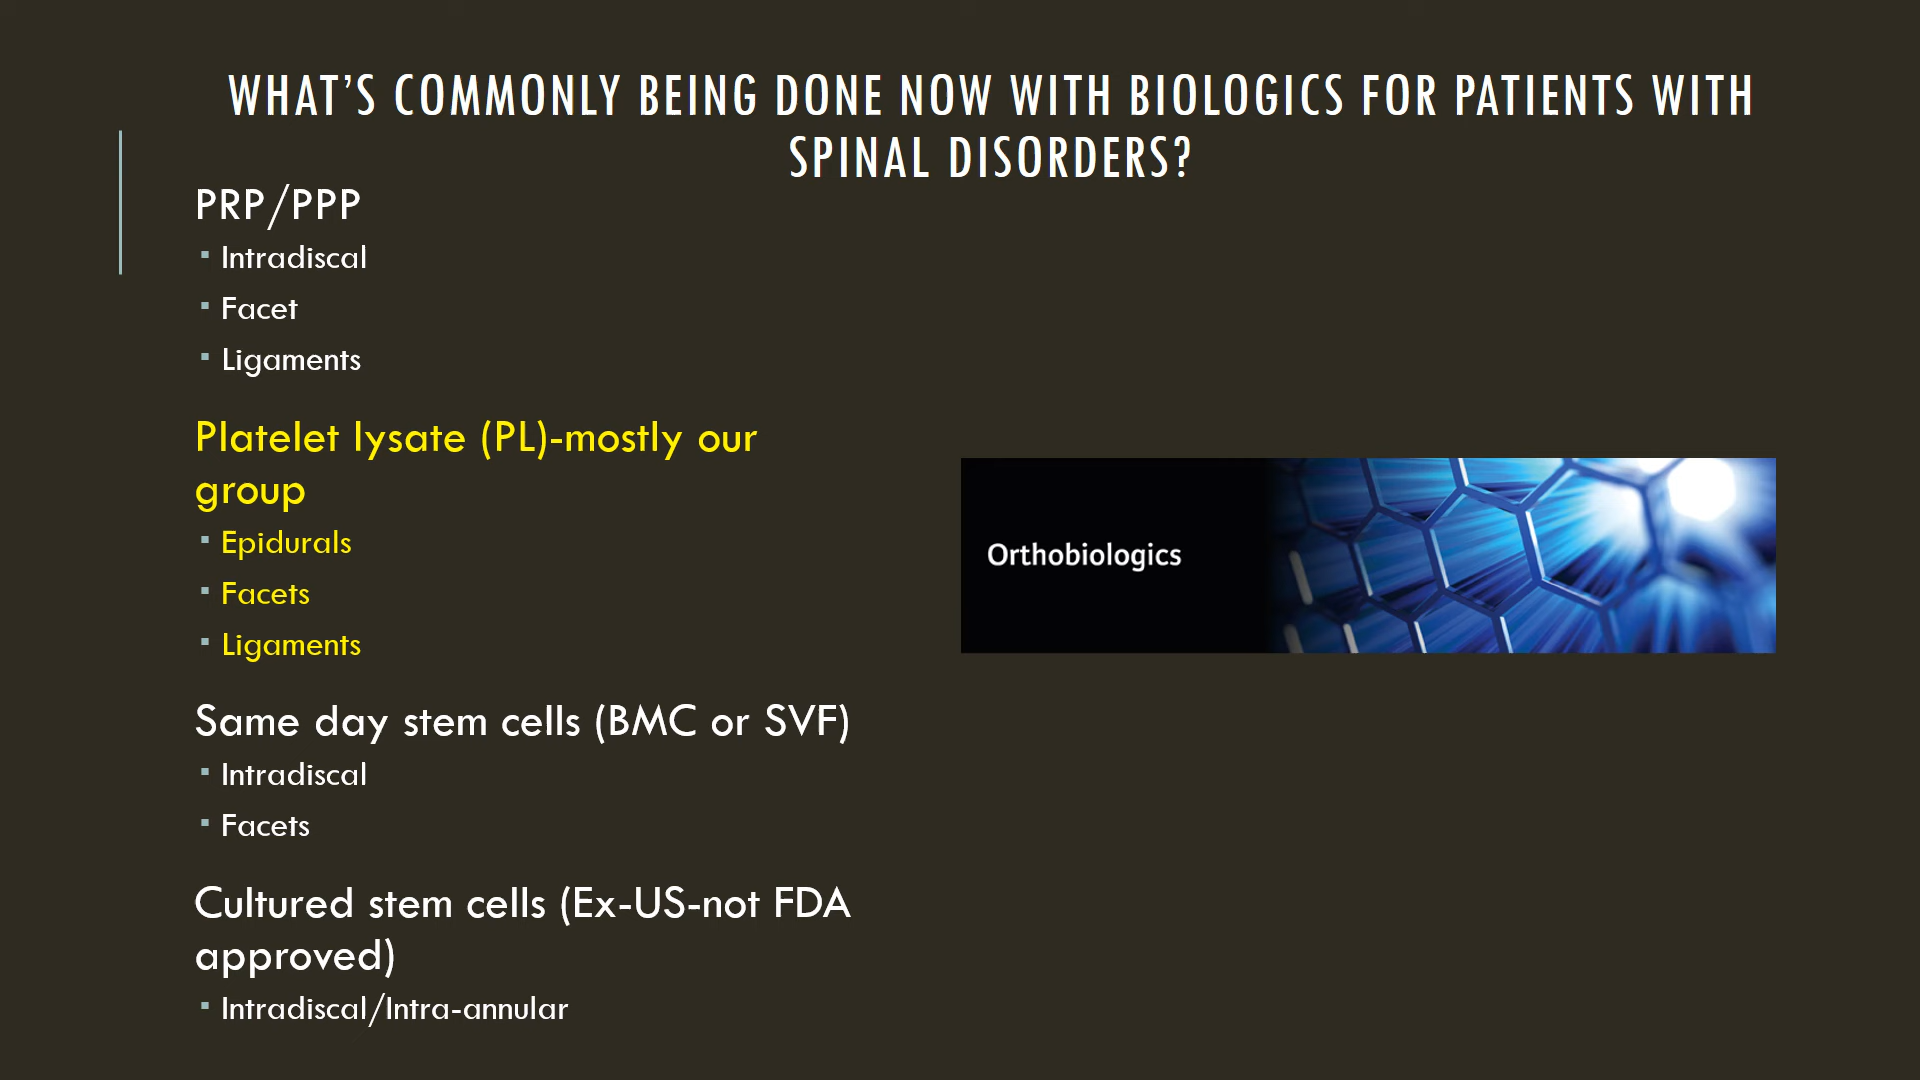 WHAT’S COMMONLY BEING DONE NOW WITH BIOLOGICS FOR PATIENTS WITH
SPINAL DISORDERS?
PRP/PPP
Intradiscal
Facet
Ligaments
Platelet lysate (PL)-mostly our
group
Epidurals
Facets
Ligaments
Same day stem cells (BMC or SVF)
Intradiscal
Facets
Cultured stem cells (Ex-US-not FDA
approved)
Intradiscal/Intra-annular
Orthobiologics